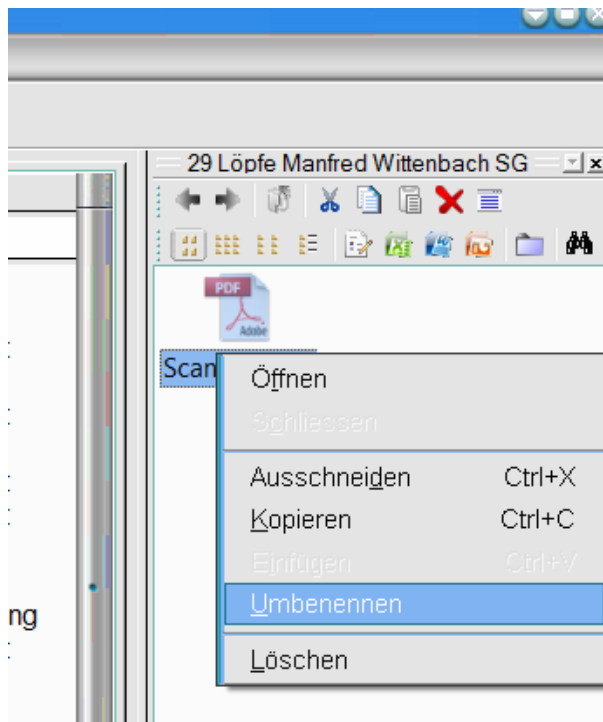 29 Löpfe Manfred Wittenbach SG
PDF
Adobe
Scan
Öffnen
Schliessen
Ausschneiden Ctrl+X
Kopieren Ctrl+C
Einfügen Ctrl+V
Umbenennen
ng
Löschen